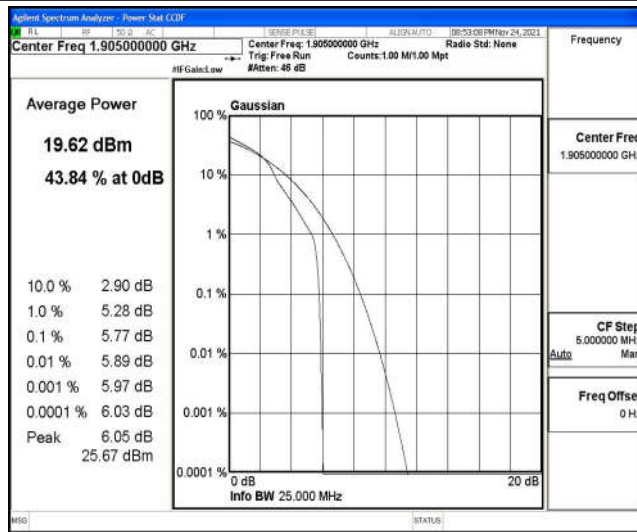 Agilent Spectrum Analyzer - Power Stat CCDF
RL RF 50 Ω AC SENSE:PULSE ALIGN AUTO 08:53:08 PM Nov 24, 2021
Center Freq 1.905000000 GHz
Center Freq: 1.905000000 GHz Radio Std: None
Trig: Free Run Counts:1.00 M/1.00 Mpt
#IFGain:Low #Atten: 46 dB
Frequency
Average Power
19.62 dBm
43.84 % at 0dB
10.0 % 2.90 dB
1.0 % 5.28 dB
0.1 % 5.77 dB
0.01 % 5.89 dB
0.001 % 5.97 dB
0.0001 % 6.03 dB
Peak 6.05 dB
25.67 dBm
Gaussian
100 %
10 %
1 %
0.1 %
0.01 %
0.001 %
0.0001 %
0 dB 20 dB
Info BW 25.000 MHz
Center Freq
1.905000000 GHz
CF Step
5.000000 MHz
Auto Man
Freq Offset
0 Hz
MSG STATUS